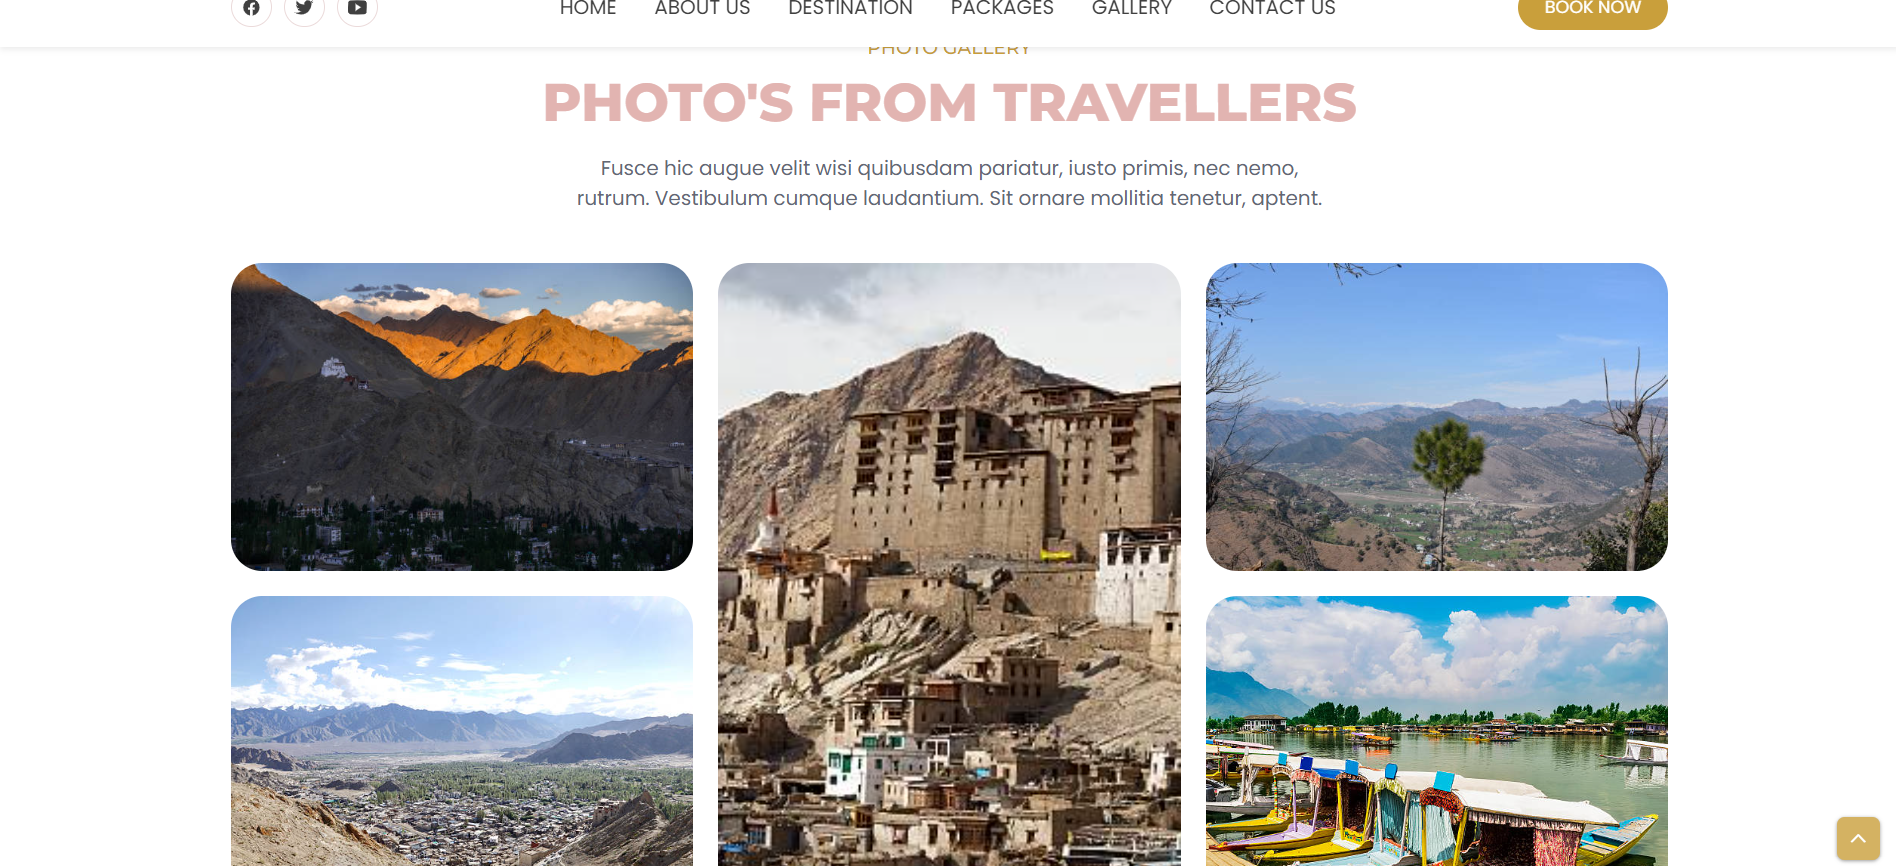 HOME ABOUT US DESTINATION PACKAGES GALLERY CONTACT US BOOK NOW
PHOTO GALLERY
PHOTO'S FROM TRAVELLERS
Fusce hic augue velit wisi quibusdam pariatur, iusto primis, nec nemo,
rutrum. Vestibulum cumque laudantium. Sit ornare mollitia tenetur, aptent.